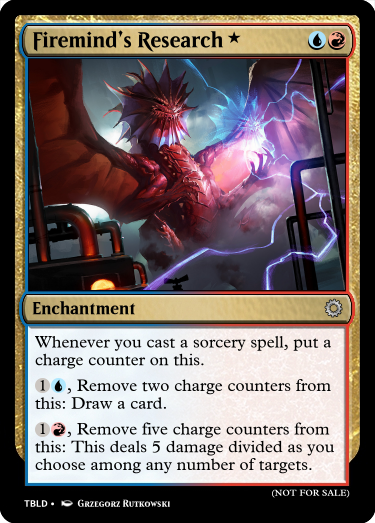 Firemind's Research ★
Enchantment
Whenever you cast a sorcery spell, put a
charge counter on this.
1, Remove two charge counters from
this: Draw a card.
1, Remove five charge counters from
this: This deals 5 damage divided as you
choose among any number of targets.
(NOT FOR SALE)
TBLD • Grzegorz Rutkowski